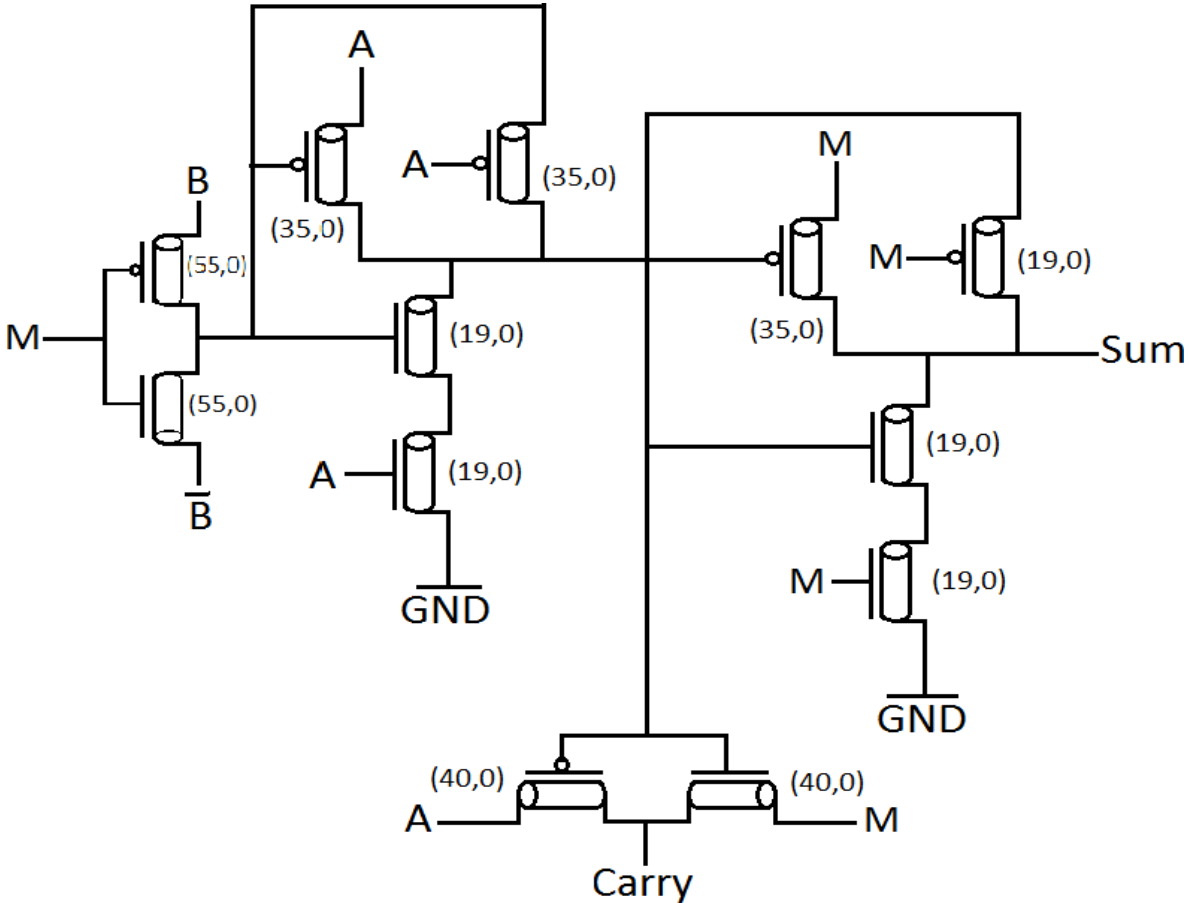 A
M
B
A
(35,0)
(35,0)
(55,0)
M
(19,0)
(35,0)
M
(19,0)
Sum
(55,0)
(19,0)
A
(19,0)
B̅
M
(19,0)
GND
GND
(40,0)
(40,0)
A
M
Carry